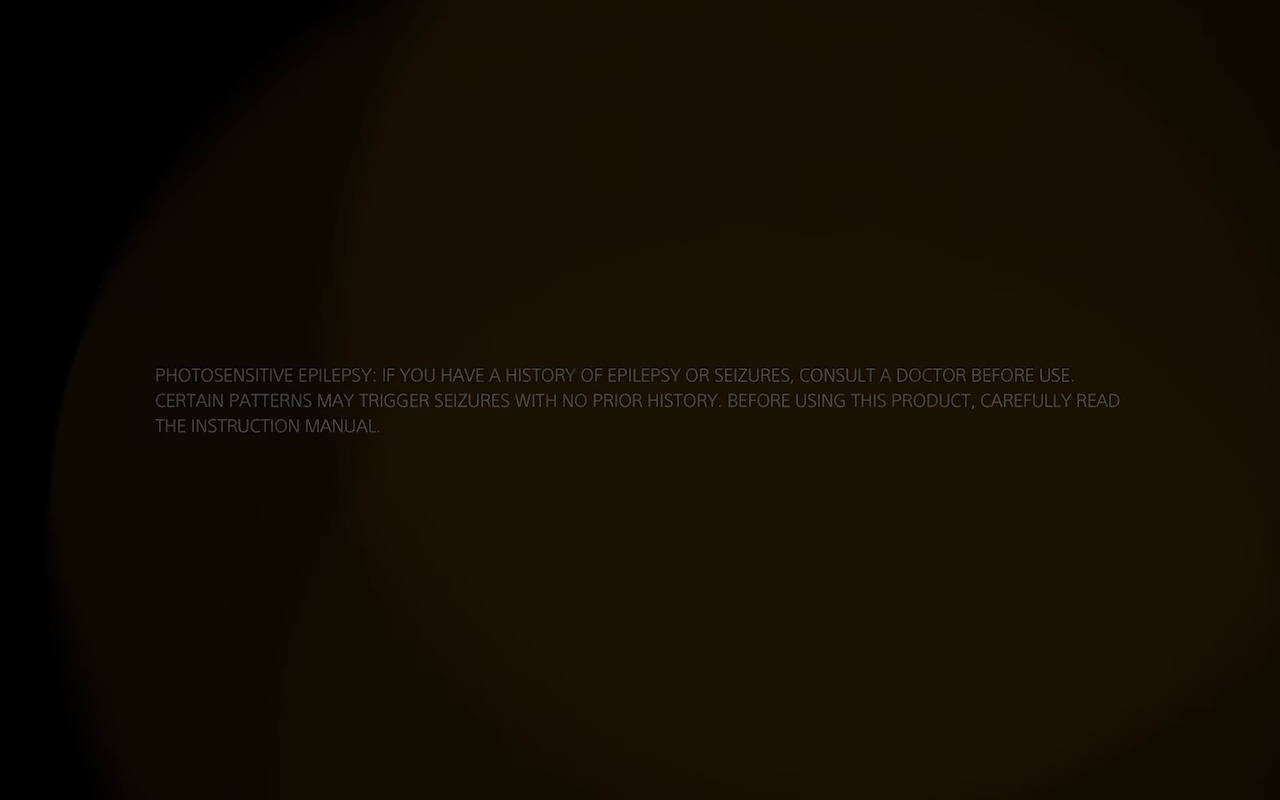 PHOTOSENSITIVE EPILEPSY: IF YOU HAVE A HISTORY OF EPILEPSY OR SEIZURES, CONSULT A DOCTOR BEFORE USE.
CERTAIN PATTERNS MAY TRIGGER SEIZURES WITH NO PRIOR HISTORY. BEFORE USING THIS PRODUCT, CAREFULLY READ
THE INSTRUCTION MANUAL.